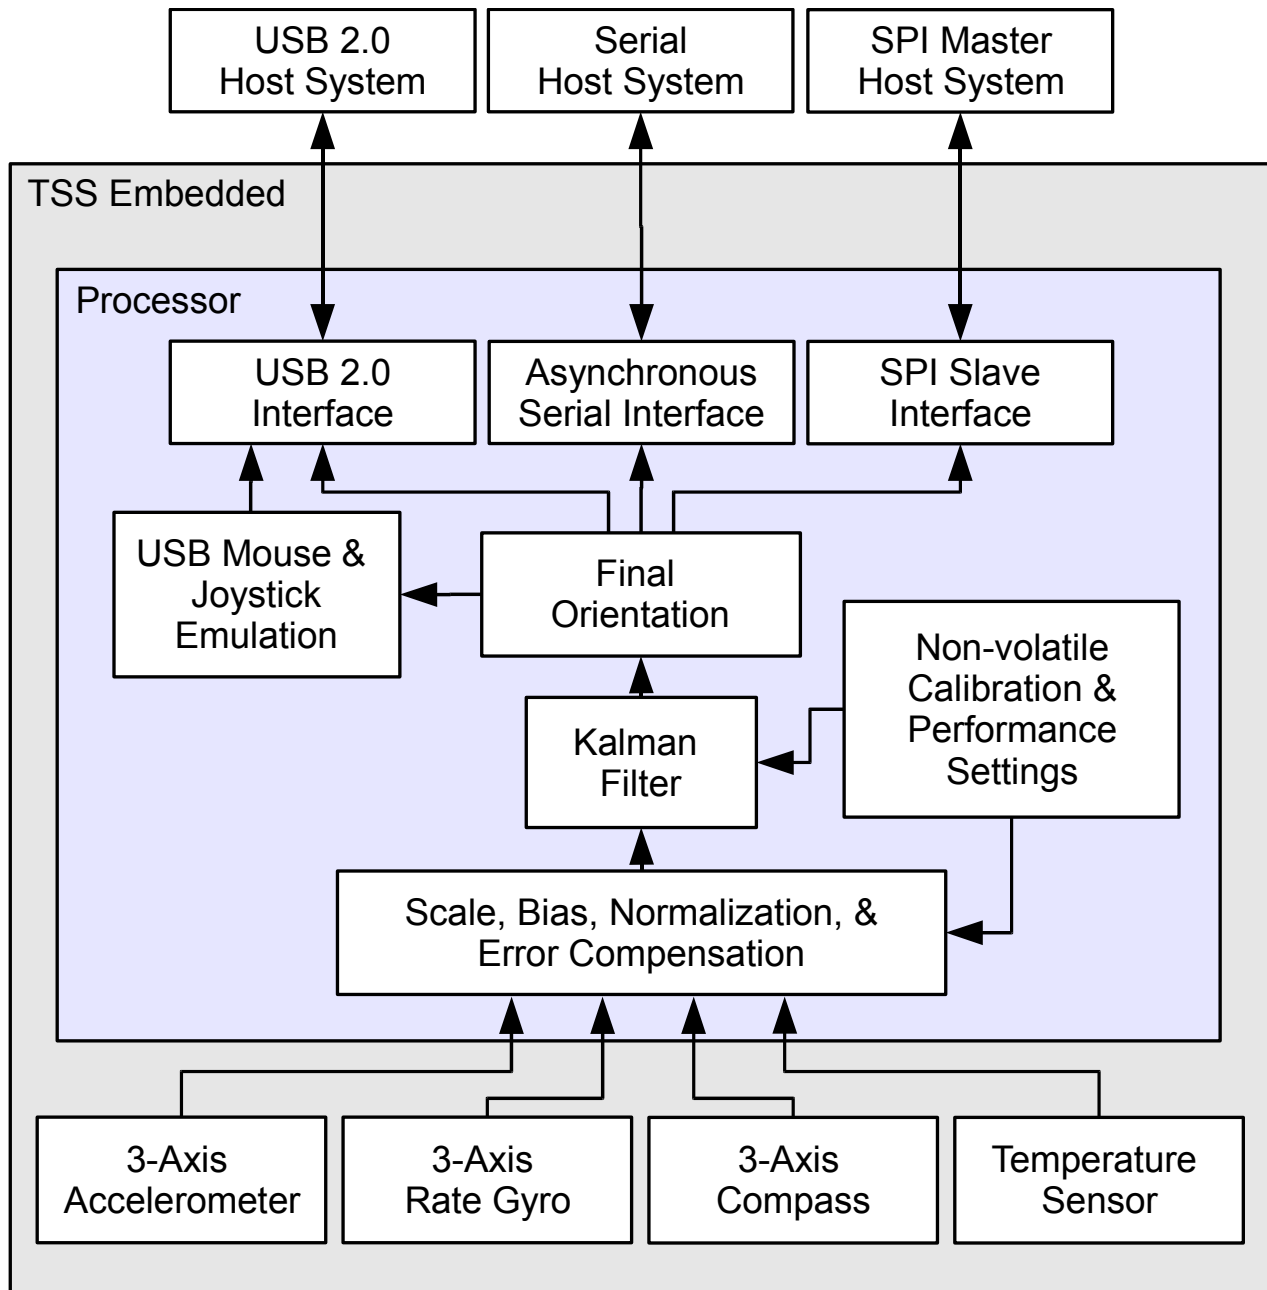 USB 2.0
Host System
Serial
Host System
SPI Master
Host System
TSS Embedded
Processor
USB 2.0
Interface
Asynchronous
Serial Interface
SPI Slave
Interface
USB Mouse &
Joystick
Emulation
Final
Orientation
Non-volatile
Calibration &
Performance
Settings
Kalman
Filter
Scale, Bias, Normalization, &
Error Compensation
3-Axis
Accelerometer
3-Axis
Rate Gyro
3-Axis
Compass
Temperature
Sensor